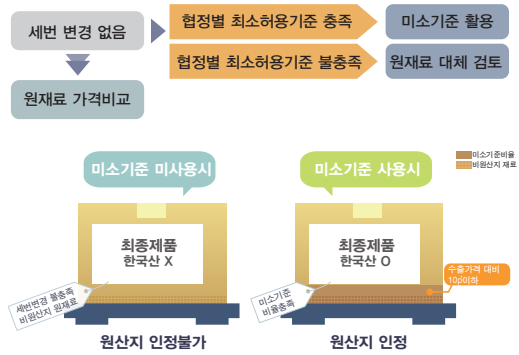 세번 변경 없음
협정별 최소허용기준 충족
미소기준 활용
협정별 최소허용기준 불충족
원재료 대체 검토
원재료 가격비교
미소기준 미사용시
미소기준 사용시
미소기준비율
비원산지 재료
최종제품
한국산 X
최종제품
한국산 O
수출가격 대비
10p이하
세번변경 불충족
비원산지 원재료
미소기준
비율충족
원산지 인정불가
원산지 인정